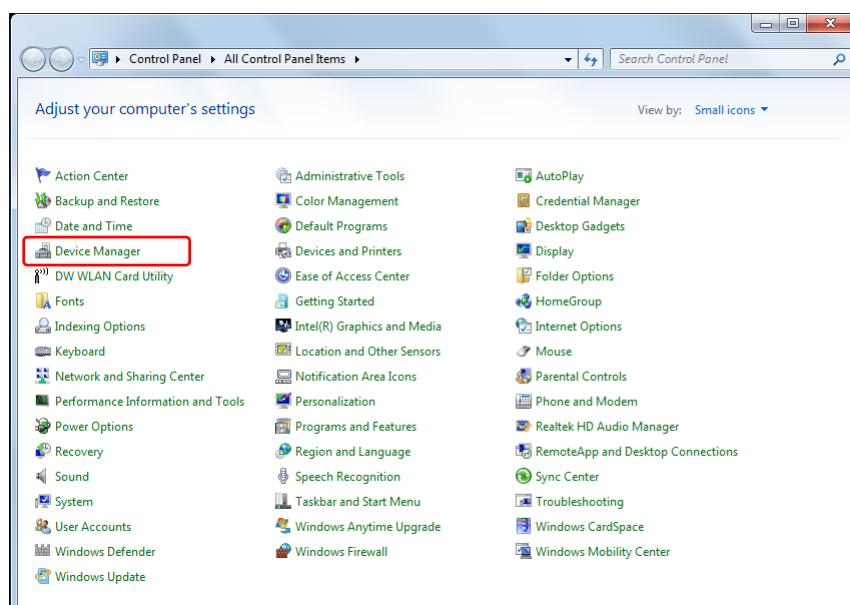 Control Panel All Control Panel Items Search Control Panel
Adjust your computer's settings View by: Small icons
Action Center Administrative Tools AutoPlay
Backup and Restore Color Management Credential Manager
Date and Time Default Programs Desktop Gadgets
Device Manager Devices and Printers Display
DW WLAN Card Utility Ease of Access Center Folder Options
Fonts Getting Started HomeGroup
Indexing Options Intel(R) Graphics and Media Internet Options
Keyboard Location and Other Sensors Mouse
Network and Sharing Center Notification Area Icons Parental Controls
Performance Information and Tools Personalization Phone and Modem
Power Options Programs and Features Realtek HD Audio Manager
Recovery Region and Language RemoteApp and Desktop Connections
Sound Speech Recognition Sync Center
System Taskbar and Start Menu Troubleshooting
User Accounts Windows Anytime Upgrade Windows CardSpace
Windows Defender Windows Firewall Windows Mobility Center
Windows Update